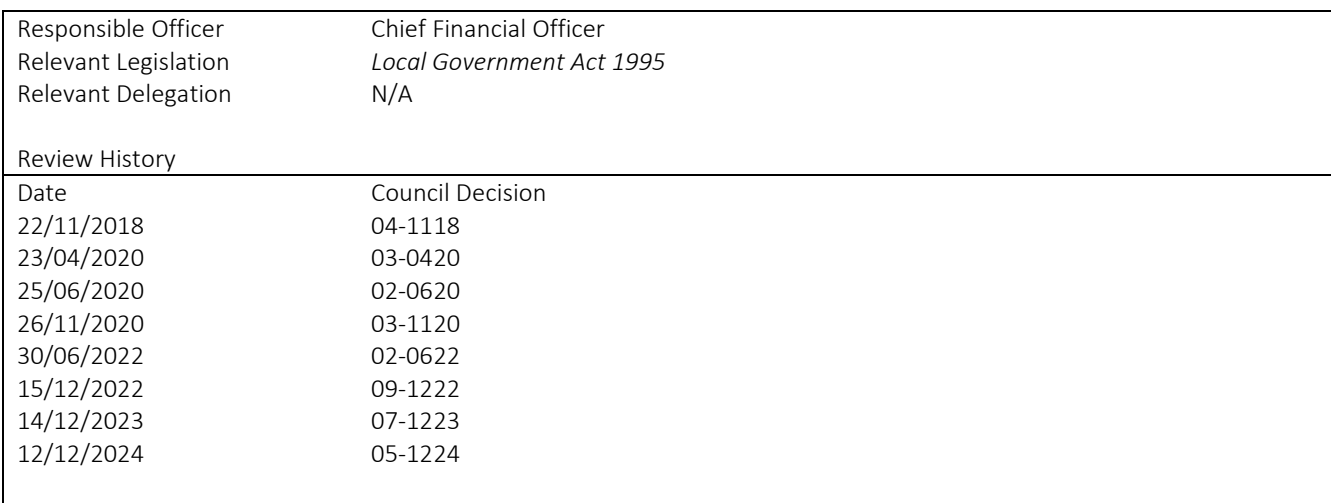 Responsible Officer Chief Financial Officer
Relevant Legislation Local Government Act 1995
Relevant Delegation N/A
Review History
Date Council Decision
22/11/2018 04-1118
23/04/2020 03-0420
25/06/2020 02-0620
26/11/2020 03-1120
30/06/2022 02-0622
15/12/2022 09-1222
14/12/2023 07-1223
12/12/2024 05-1224